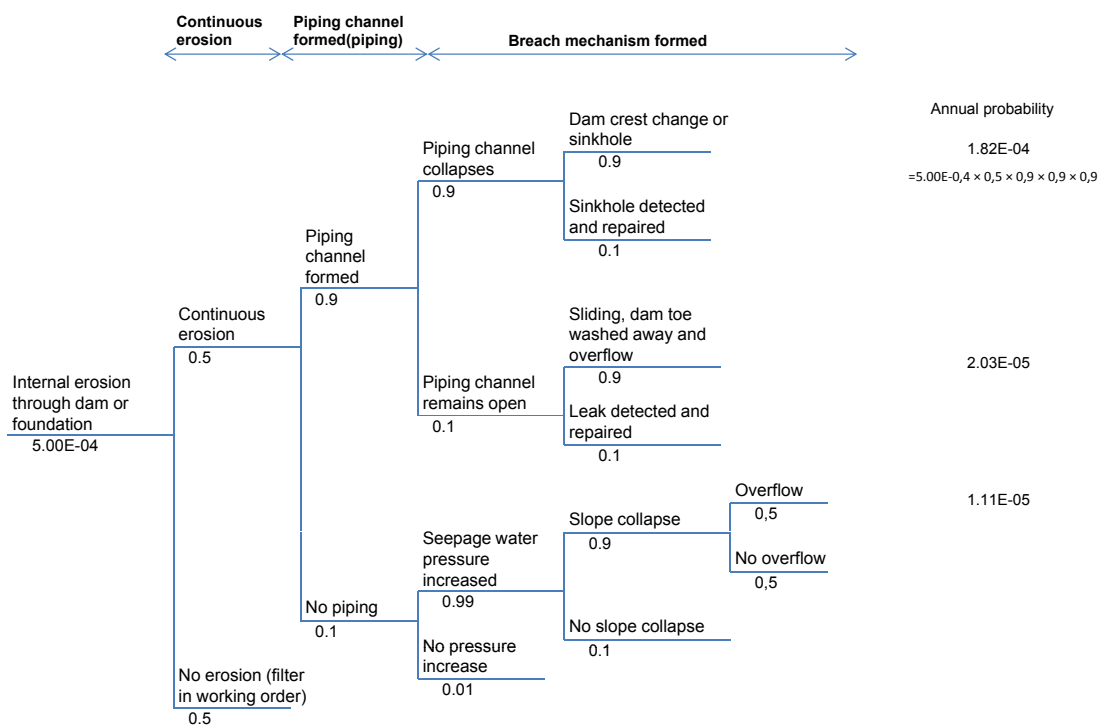 Continuous
erosion
Piping channel
formed(piping)
Breach mechanism formed
Annual probability
Dam crest change or
sinkhole
0.9
1.82E-04
=5.00E-0,4 × 0,5 × 0,9 × 0,9 × 0,9
Piping channel
collapses
0.9
Sinkhole detected
and repaired
0.1
Piping
channel
formed
0.9
Continuous
erosion
0.5
Sliding, dam toe
washed away and
overflow
0.9
2.03E-05
Internal erosion
through dam or
foundation
5.00E-04
Piping channel
remains open
0.1
Leak detected and
repaired
0.1
Overflow
0,5
1.11E-05
Slope collapse
0.9
No overflow
0,5
Seepage water
pressure
increased
0.99
No piping
0.1
No slope collapse
0.1
No pressure
increase
0.01
No erosion (filter
in working order)
0.5